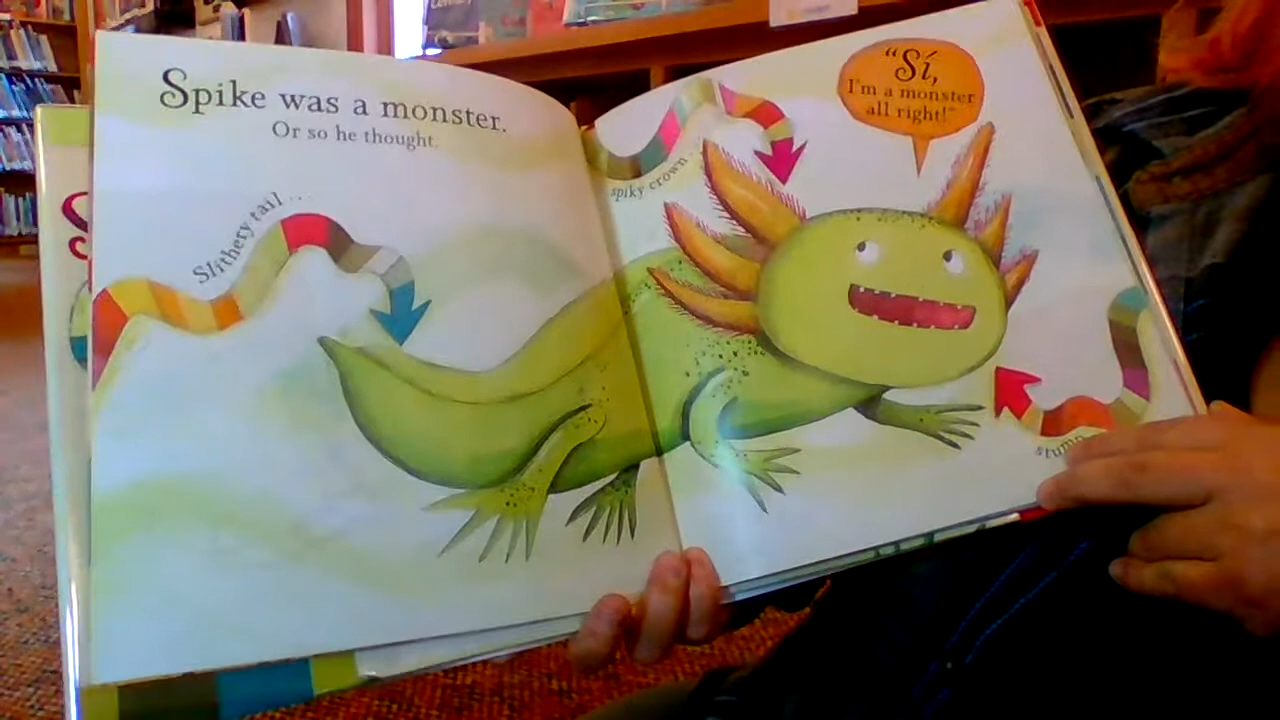 Spike was a monster.
Or so he thought.
Slithery tail ...
spiky crown
"Sí,
I'm a monster
all right!"